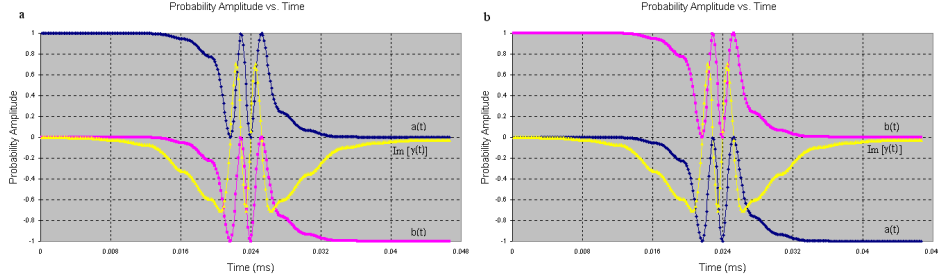 a
Probability Amplitude vs. Time
Probability Amplitude
1
0.8
0.6
0.4
0.2
0
-0.2
-0.4
-0.6
-0.8
-1
0
0.008
0.016
0.024
0.032
0.04
0.048
Time (ms)
a(t)
Im [y(t)]
b(t)
b
Probability Amplitude vs. Time
Probability Amplitude
1
0.8
0.6
0.4
0.2
0
-0.2
-0.4
-0.6
-0.8
-1
0
0.008
0.016
0.024
0.032
0.04
0.04
Time (ms)
b(t)
Im [y(t)]
a(t)